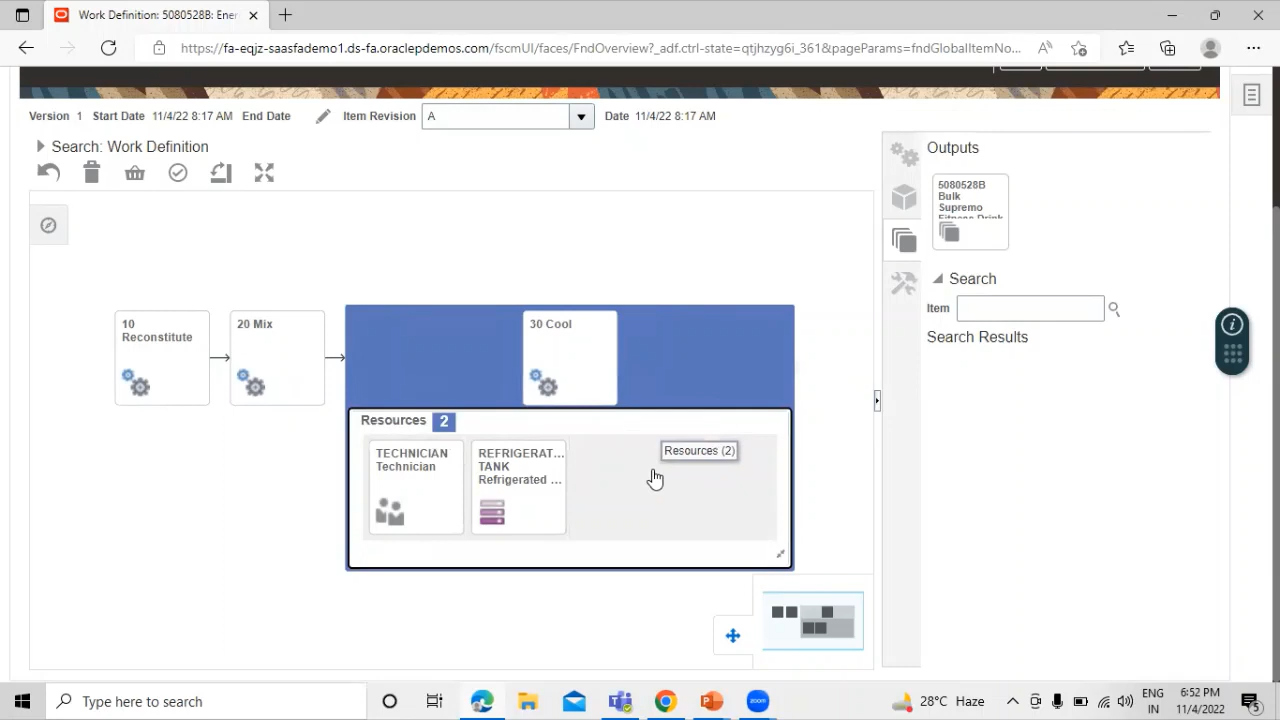 Work Definition: 5080528B: Ener
https://fa-eqjz-saasfademo1.ds-fa.oraclepdemos.com/fscmUI/faces/FndOverview?_adf.ctrl-state=qtjhzyg6i_361&pageParams=fndGlobalItemNo...
Version 1 Start Date 11/4/22 8:17 AM End Date Item Revision A Date 11/4/22 8:17 AM
Search: Work Definition
Outputs
5080528B
Bulk
Supremo
Fitness Drink
Search
Item
Search Results
10
Reconstitute
20 Mix
30 Cool
Resources 2
TECHNICIAN
Technician
REFRIGERAT...
TANK
Refrigerated ...
Resources (2)
Type here to search
28°C Haze
ENG
IN
6:52 PM
11/4/2022
5